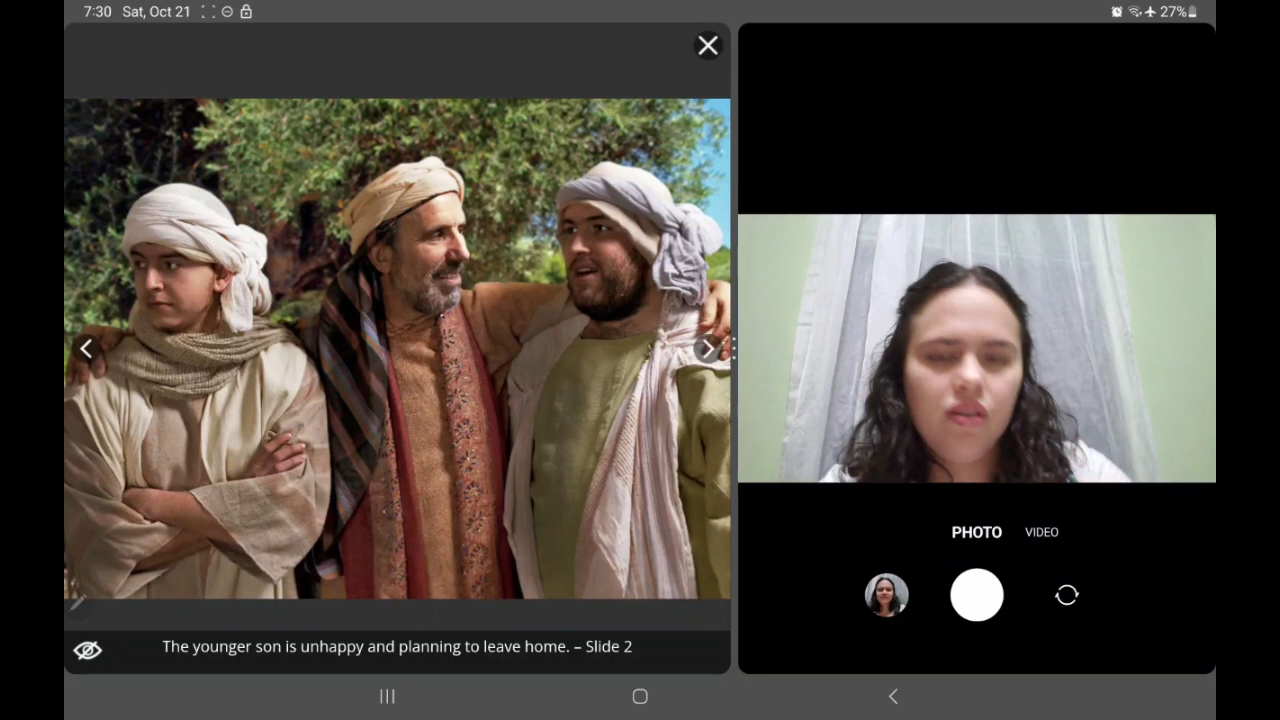 7:30 Sat, Oct 21
27%
PHOTO VIDEO
The younger son is unhappy and planning to leave home. – Slide 2